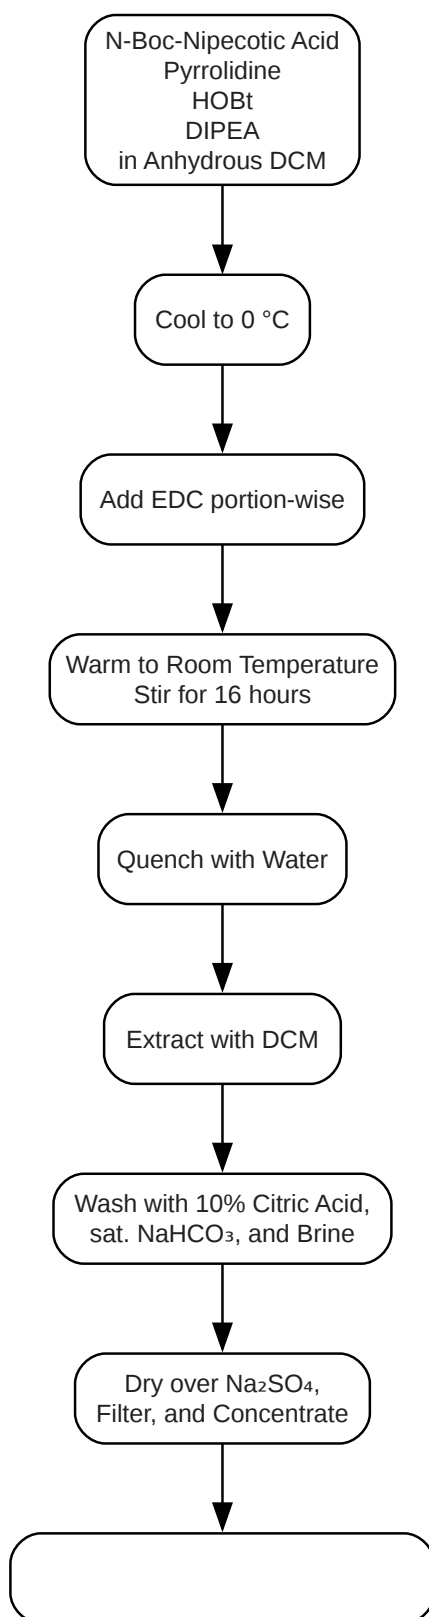 N-Boc-Nipecotic Acid
Pyrrolidine
HOBt
DIPEA
in Anhydrous DCM
Cool to 0 °C
Add EDC portion-wise
Warm to Room Temperature
Stir for 16 hours
Quench with Water
Extract with DCM
Wash with 10% Citric Acid,
sat. NaHCO₃, and Brine
Dry over Na₂SO₄,
Filter, and Concentrate